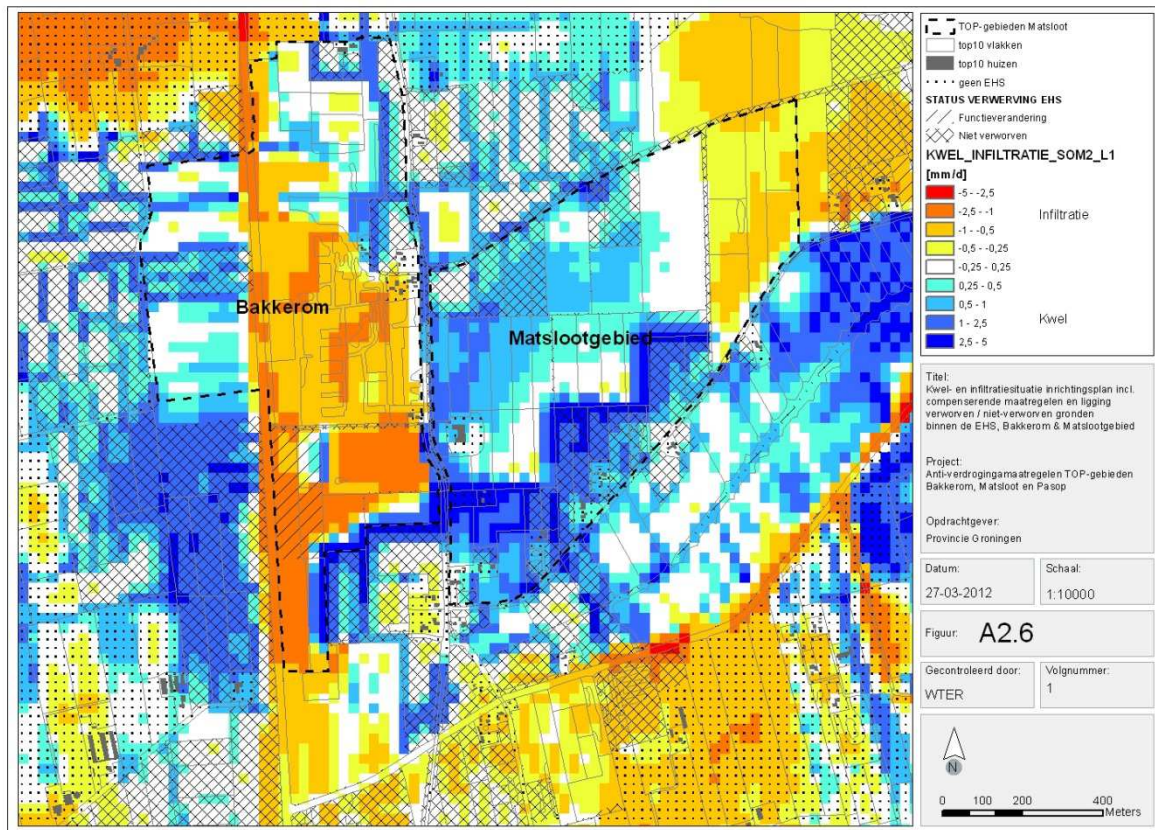 Bakkerom
Matslootgebied
TOP-gebieden Matsloot
top10 vlakken
top10 huizen
geen EHS
STATUS VERWERVING EHS
Functieverandering
Niet verworven
KWEL_INFILTRATIE_SOM2_L1
[mm/d]
-5 - -2,5
-2,5 - -1
Infiltratie
-1 - -0,5
-0,5 - -0,25
-0,25 - 0,25
0,25 - 0,5
0,5 - 1
Kwel
1 - 2,5
2,5 - 5
Titel:
Kwel- en infiltratiesituatie inrichtingsplan incl.
compenserende maatregelen en ligging
verworven / niet-verworven gronden
binnen de EHS, Bakkerom & Matslootgebied
Project:
Anti-verdrogingsmaatregelen TOP-gebieden
Bakkerom, Matsloot en Pasop
Opdrachtgever:
Provincie Groningen
Datum:
27-03-2012
Schaal:
1:10000
Figuur: A2.6
Gecontroleerd door:
WTER
Volgnummer:
1
N
0 100 200 400
Meters